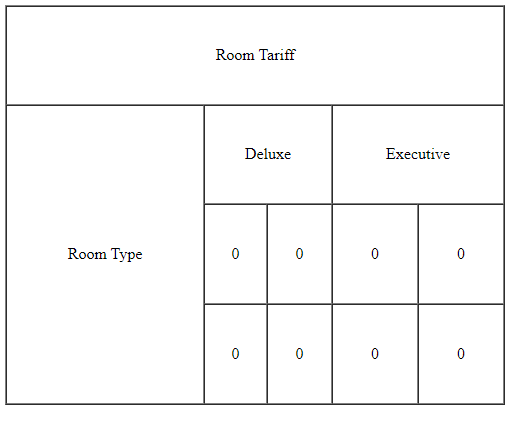 Room Tariff
Deluxe Executive
Room Type
0 0 0 0
0 0 0 0